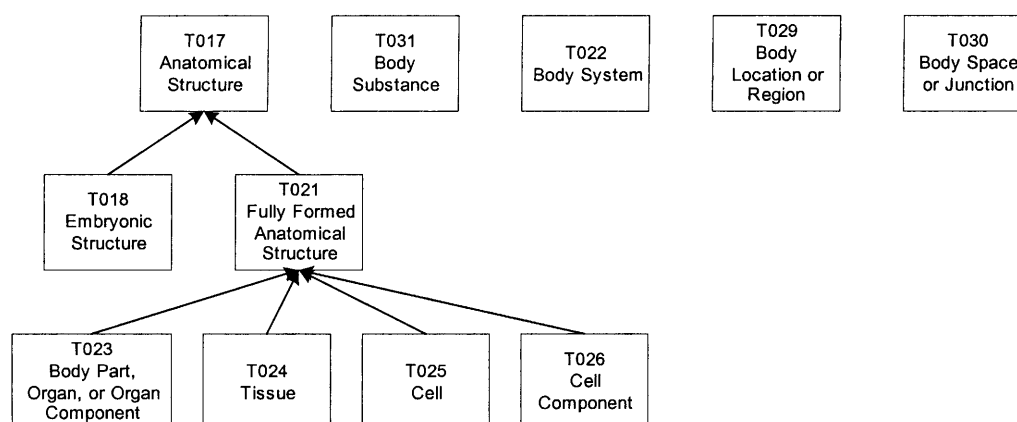 T017
Anatomical
Structure
T031
Body
Substance
T022
Body System
T029
Body
Location or
Region
T030
Body Space
or Junction
T018
Embryonic
Structure
T021
Fully Formed
Anatomical
Structure
T023
Body Part,
Organ, or Organ
Component
T024
Tissue
T025
Cell
T026
Cell
Component